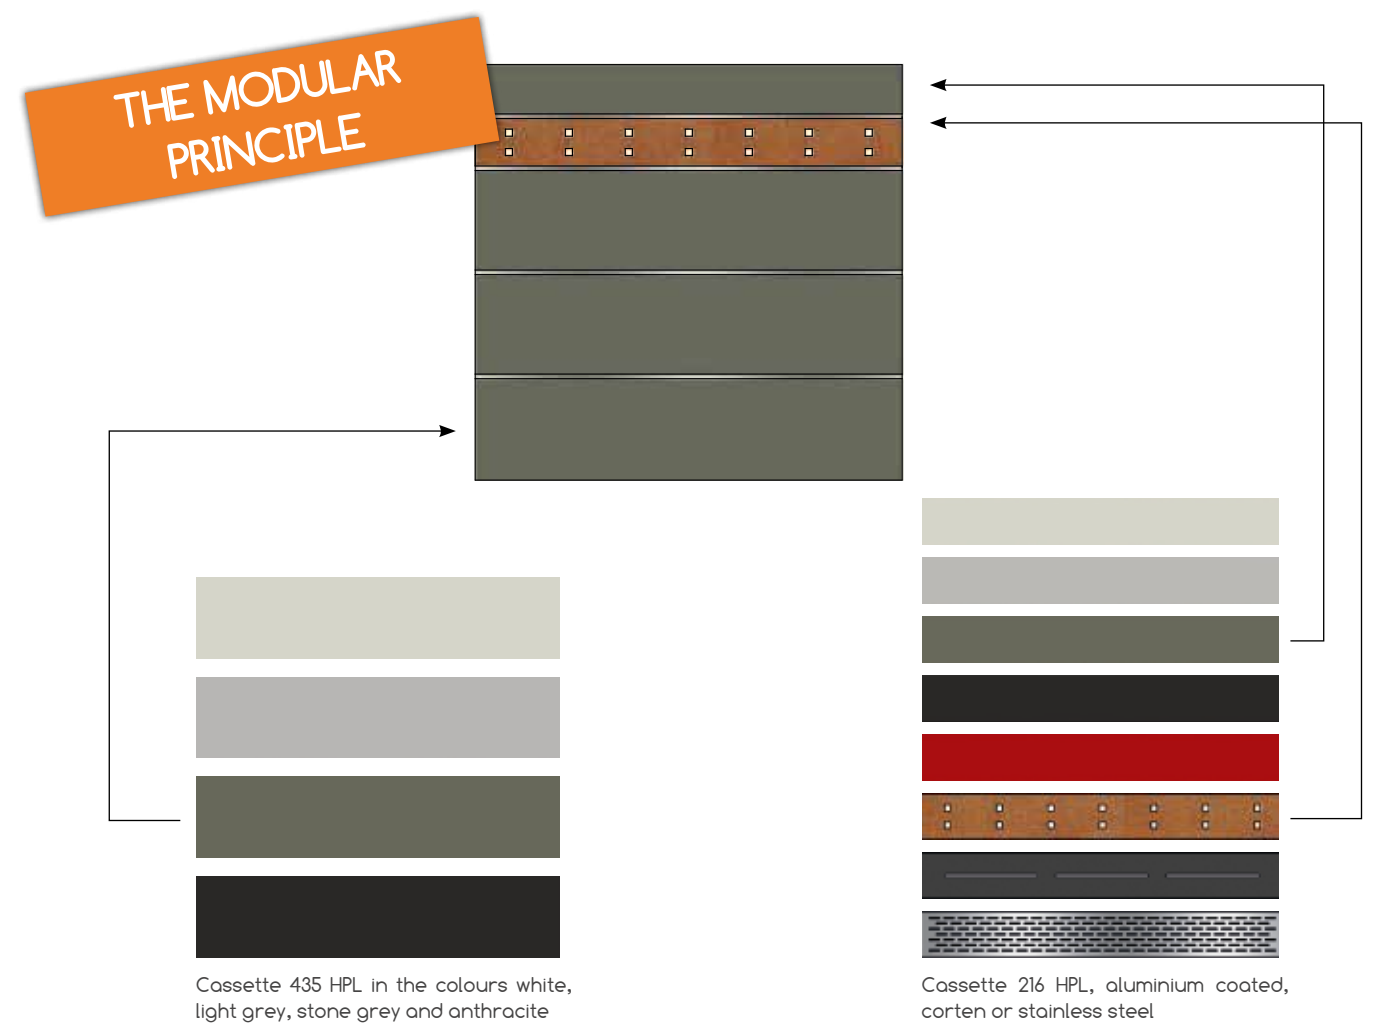 THE MODULAR
PRINCIPLE
Cassette 435 HPL in the colours white,
light grey, stone grey and anthracite
Cassette 216 HPL, aluminium coated,
corten or stainless steel